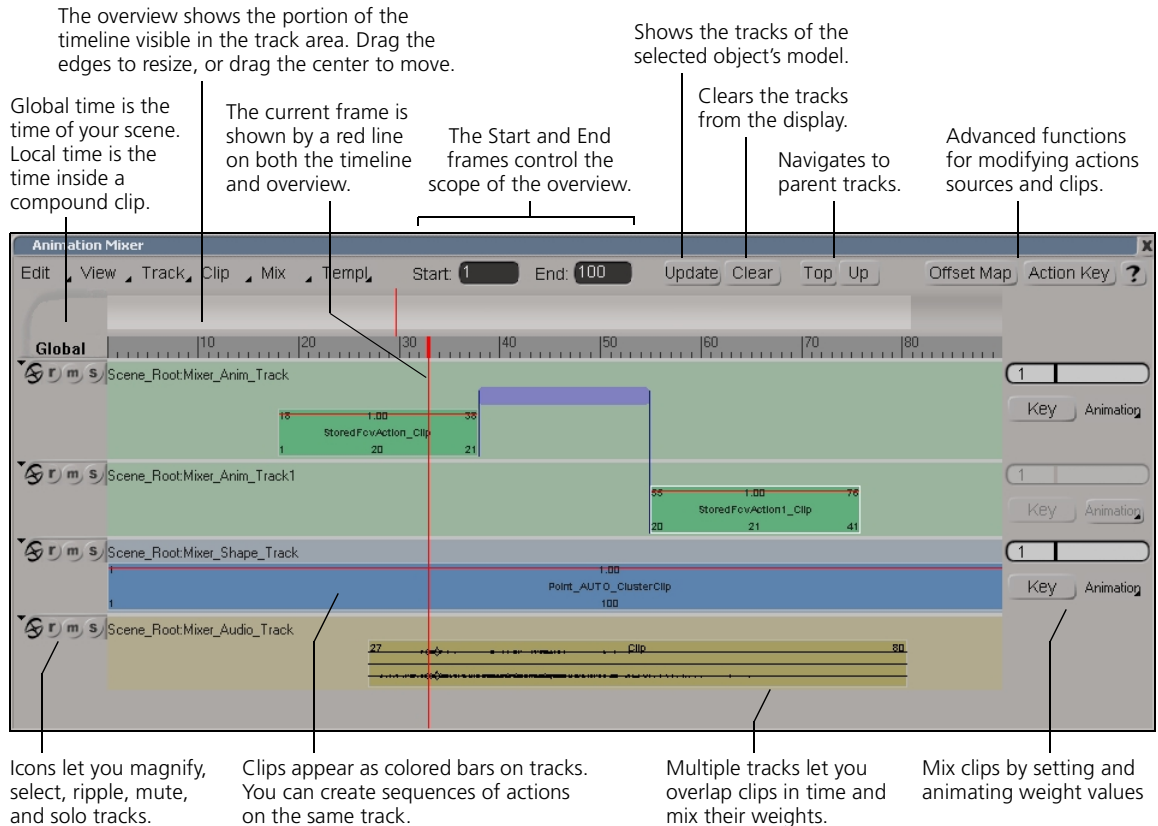 The overview shows the portion of the
timeline visible in the track area. Drag the
edges to resize, or drag the center to move.
Shows the tracks of the
selected object's model.
Global time is the
time of your scene.
Local time is the
time inside a
compound clip.
The current frame is
shown by a red line
on both the timeline
and overview.
The Start and End
frames control the
scope of the overview.
Clears the tracks
from the display.
Navigates to
parent tracks.
Advanced functions
for modifying actions
sources and clips.
Animation Mixer
X
Edit View Track Clip Mix Templ Start: 1 End: 100 Update Clear Top Up Offset Map Action Key ?
Global 10 20 30 40 50 60 70 80
r m s Scene_Root:Mixer_Anim_Track 1
Key Animation
18 1.00 38
StoredFcvAction_Clip
1 20 21
r m s Scene_Root:Mixer_Anim_Track1 1
55 1.00 76
StoredFcvAction1_Clip
20 21 41
Key Animation
r m s Scene_Root:Mixer_Shape_Track 1
1 1.00
Point_AUTO_ClusterClip
1 100
Key Animation
r m s Scene_Root:Mixer_Audio_Track
27 Clip 80
Icons let you magnify,
select, ripple, mute,
and solo tracks.
Clips appear as colored bars on tracks.
You can create sequences of actions
on the same track.
Multiple tracks let you
overlap clips in time and
mix their weights.
Mix clips by setting and
animating weight values